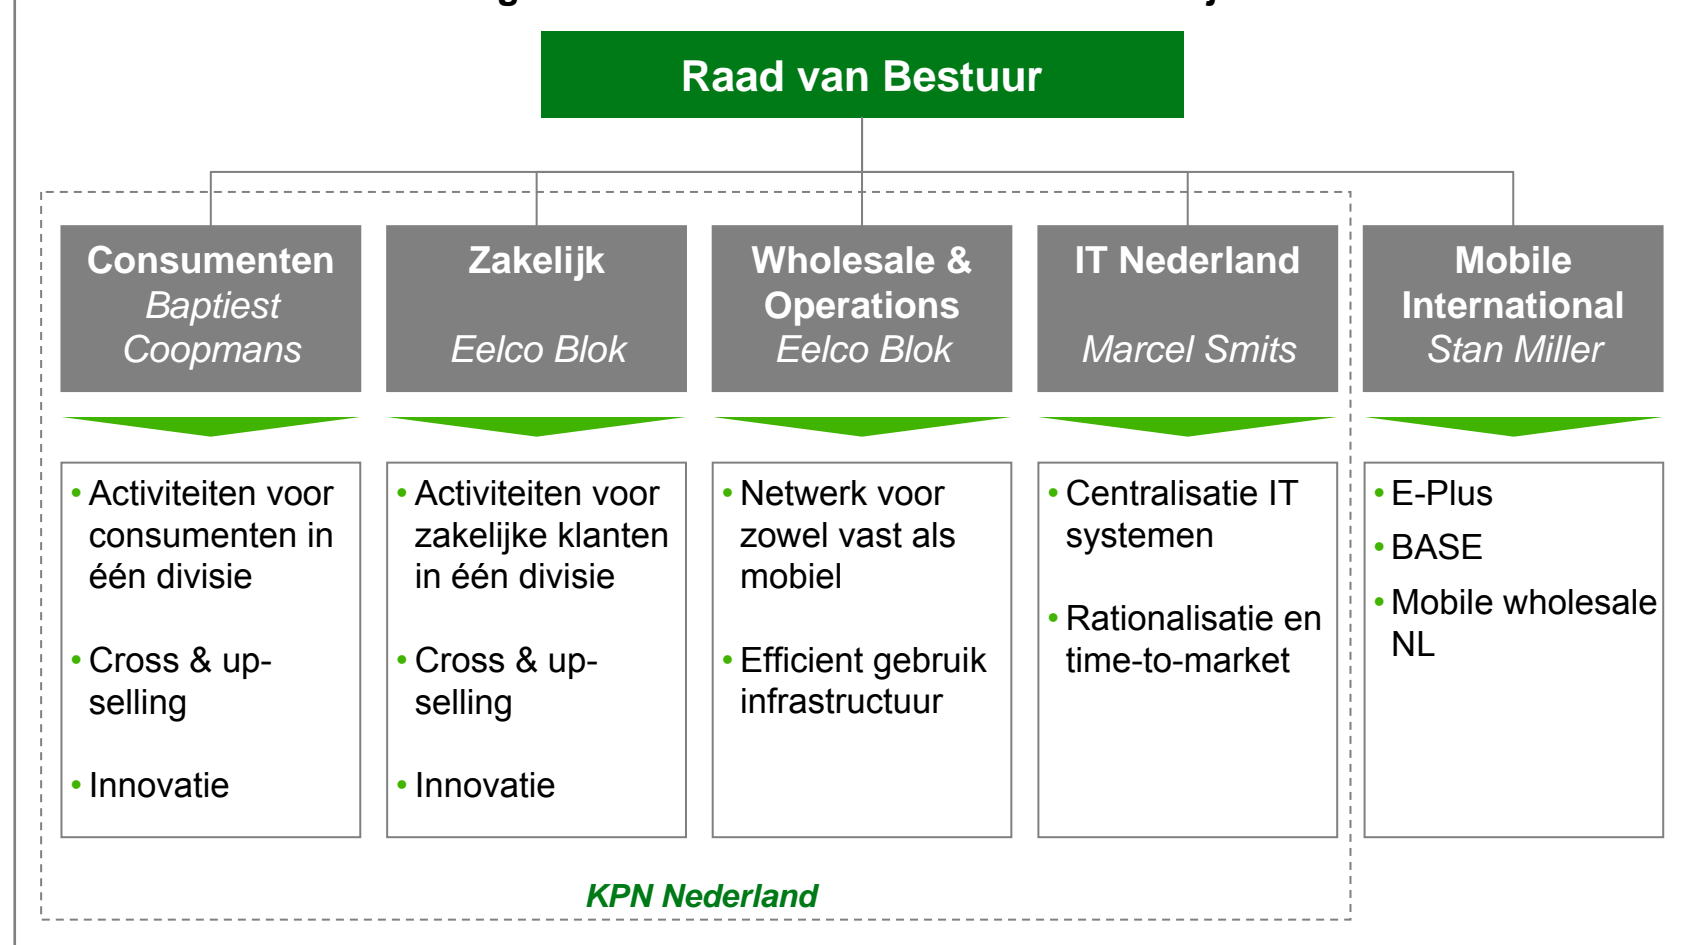 Raad van Bestuur
Consumenten
Baptiest
Coopmans
Zakelijk
Eelco Blok
Wholesale &
Operations
Eelco Blok
IT Nederland
Marcel Smits
Mobile
International
Stan Miller
• Activiteiten voor
consumenten in
één divisie
• Cross & up-
selling
• Innovatie
• Activiteiten voor
zakelijke klanten
in één divisie
• Cross & up-
selling
• Innovatie
• Netwerk voor
zowel vast als
mobiel
• Efficient gebruik
infrastructuur
• Centralisatie IT
systemen
• Rationalisatie en
time-to-market
• E-Plus
• BASE
• Mobile wholesale
NL
KPN Nederland